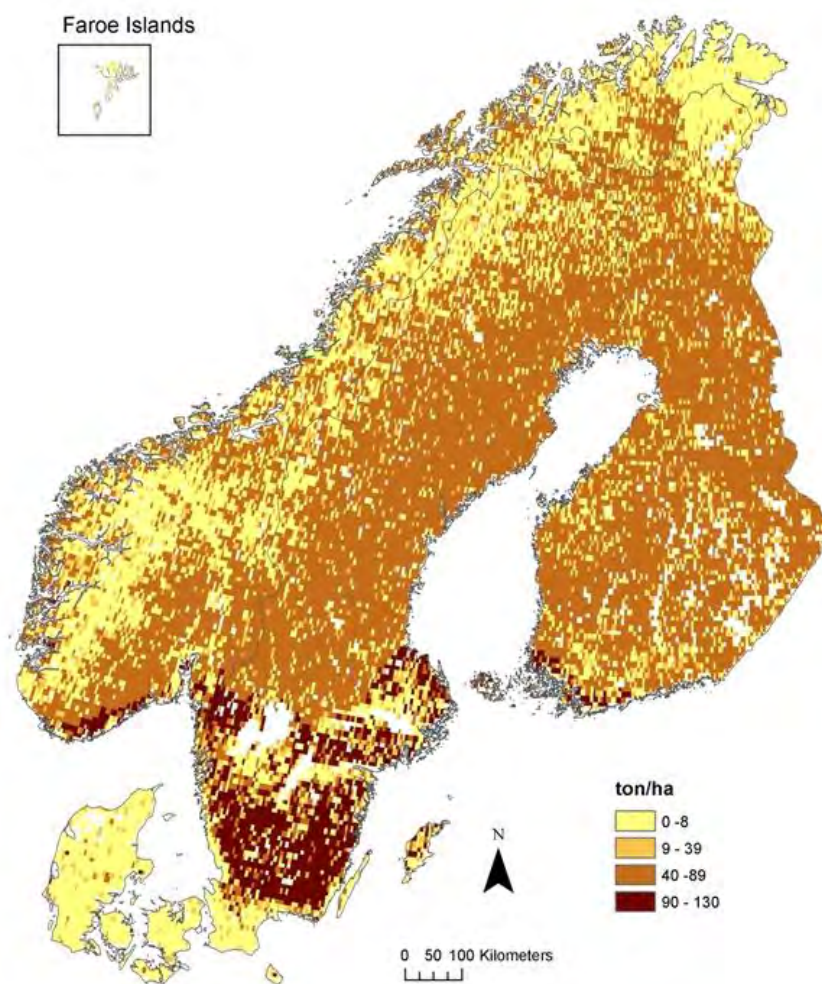 Faroe Islands
N
ton/ha
0 -8
9 - 39
40 -89
90 - 130
0 50 100 Kilometers